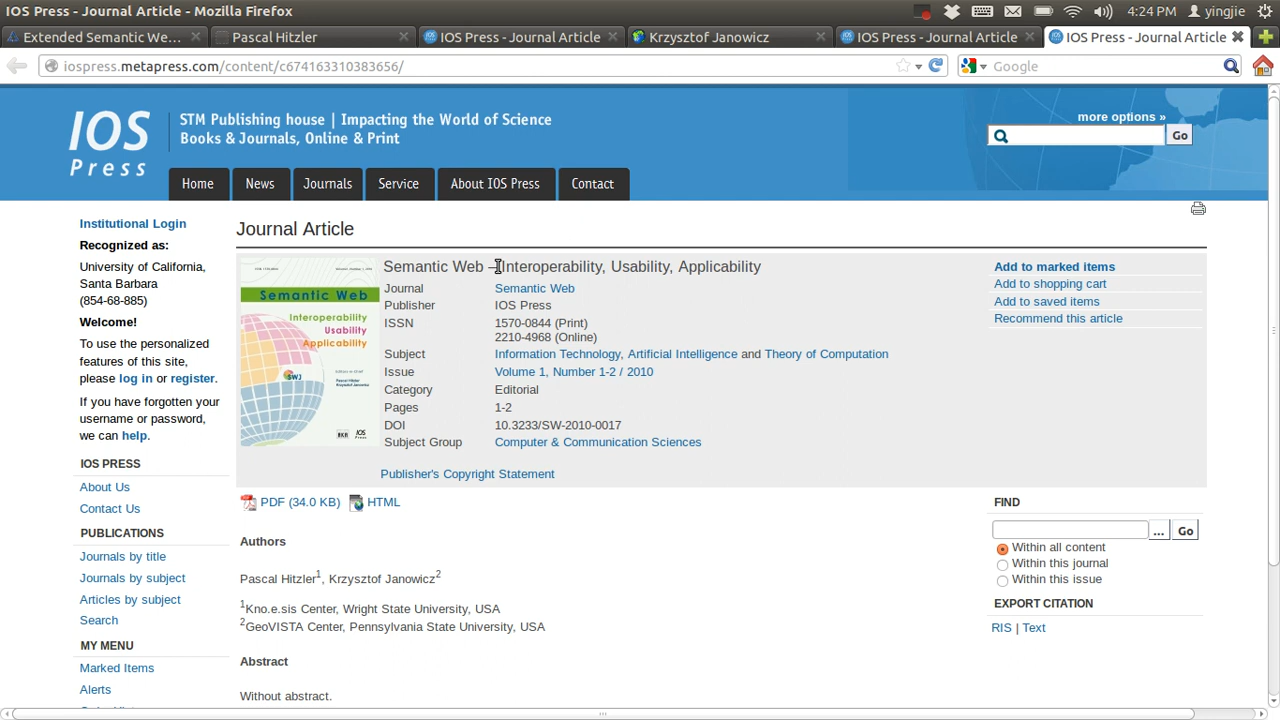 IOS Press - Journal Article - Mozilla Firefox
4:24 PM yingjie
Extended Semantic We...
Pascal Hitzler
IOS Press - Journal Article
Krzysztof Janowicz
IOS Press - Journal Article
IOS Press - Journal Article
iospress.metapress.com/content/c674163310383656/
Google
IOS
Press
STM Publishing house | Impacting the World of Science
Books & Journals, Online & Print
more options »
Go
Home
News
Journals
Service
About IOS Press
Contact
Institutional Login
Recognized as:
University of California,
Santa Barbara
(854-68-885)
Welcome!
To use the personalized
features of this site,
please log in or register.
If you have forgotten your
username or password,
we can help.
IOS PRESS
About Us
Contact Us
PUBLICATIONS
Journals by title
Journals by subject
Articles by subject
Search
MY MENU
Marked Items
Alerts
Journal Article
Semantic Web
Interoperability
Usability
Applicability
SWJ
Pascal Hitzler
Krzysztof Janowicz
IOS
Semantic Web – Interoperability, Usability, Applicability
Journal Semantic Web
Publisher IOS Press
ISSN 1570-0844 (Print)
2210-4968 (Online)
Subject Information Technology, Artificial Intelligence and Theory of Computation
Issue Volume 1, Number 1-2 / 2010
Category Editorial
Pages 1-2
DOI 10.3233/SW-2010-0017
Subject Group Computer & Communication Sciences
Publisher's Copyright Statement
Add to marked items
Add to shopping cart
Add to saved items
Recommend this article
PDF (34.0 KB) HTML
Authors
Pascal Hitzler1, Krzysztof Janowicz2
1Kno.e.sis Center, Wright State University, USA
2GeoVISTA Center, Pennsylvania State University, USA
Abstract
Without abstract.
FIND
... Go
Within all content
Within this journal
Within this issue
EXPORT CITATION
RIS | Text